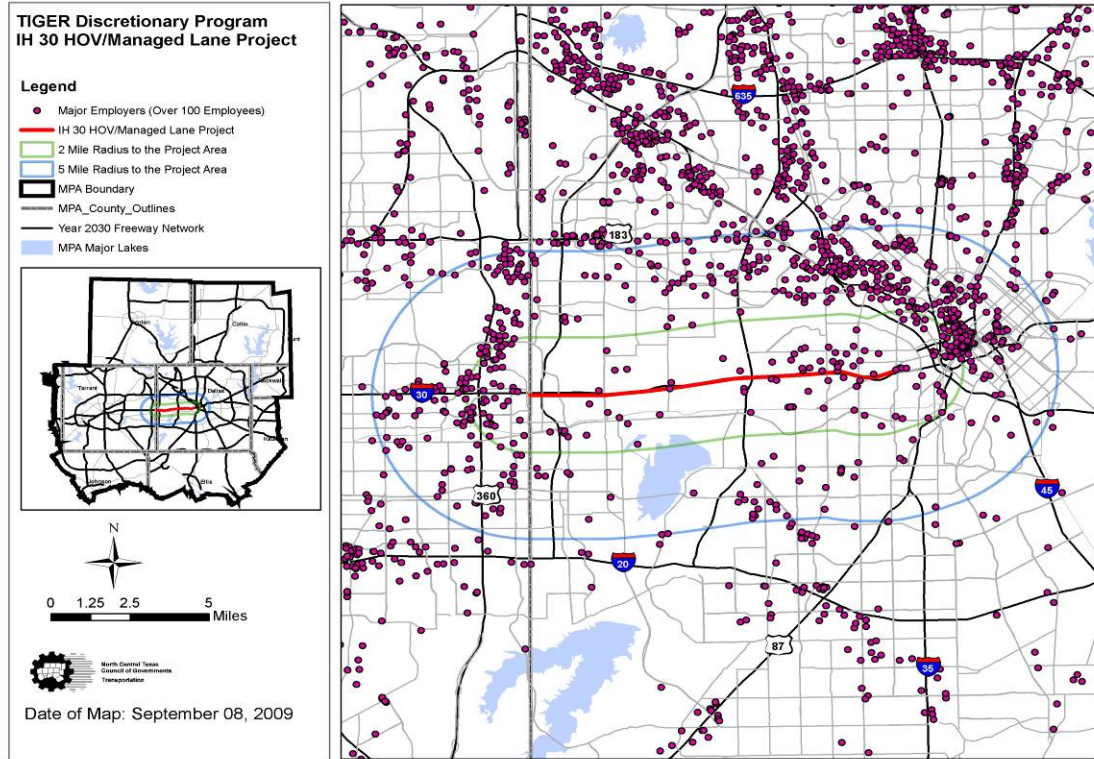 TIGER Discretionary Program
IH 30 HOV/Managed Lane Project
Legend
Major Employers (Over 100 Employees)
IH 30 HOV/Managed Lane Project
2 Mile Radius to the Project Area
5 Mile Radius to the Project Area
MPA Boundary
MPA_County_Outlines
Year 2030 Freeway Network
MPA Major Lakes
Collin
Tarrant
Dallas
Johnson
Ellis
N
0 1.25 2.5 5
Miles
North Central Texas
Council of Governments
Transportation
Date of Map: September 08, 2009
635
183
30
360
45
20
87
35